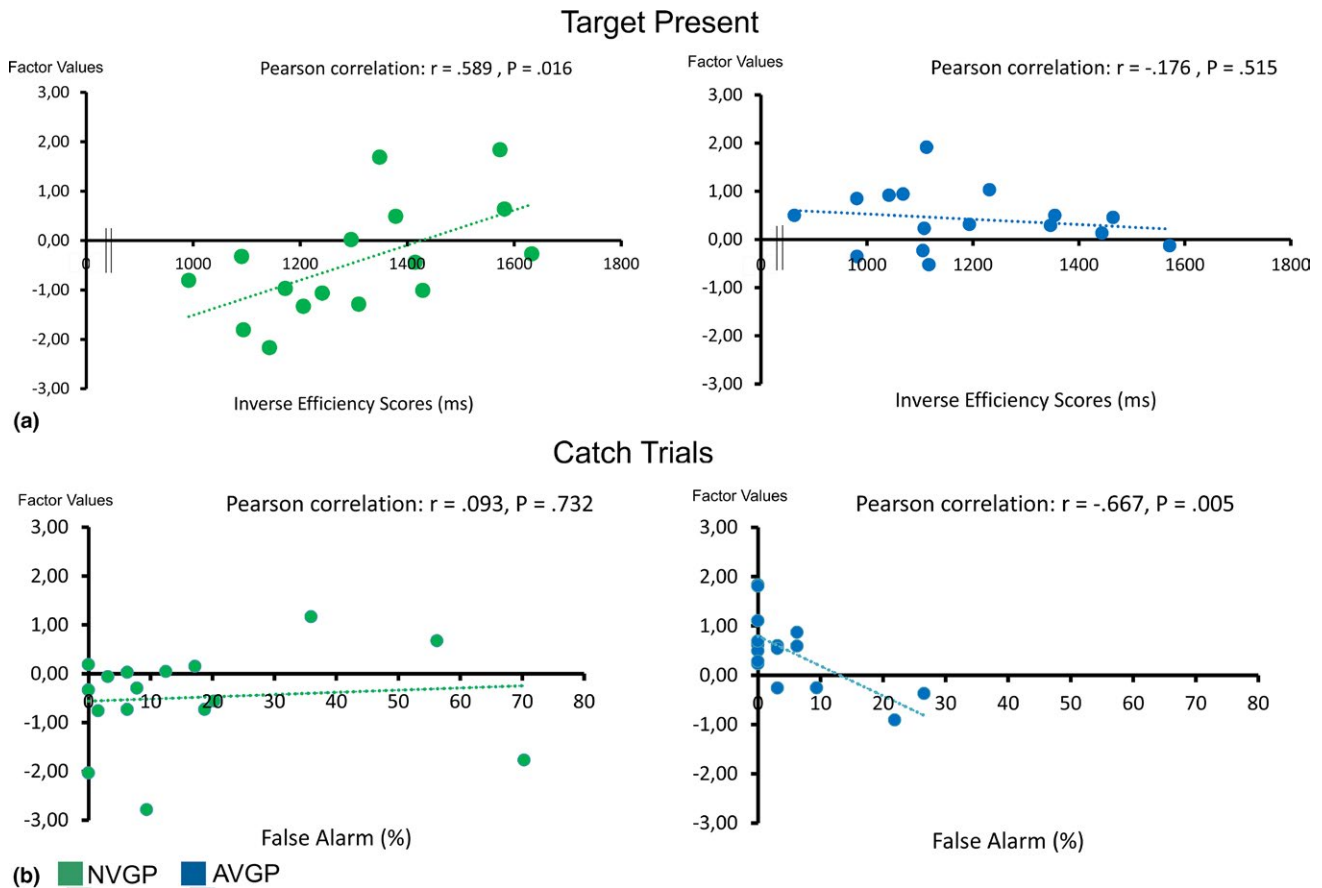 Target Present
Factor Values
Pearson correlation: r = .589 , P = .016
3,00
2,00
1,00
0,00
-1,00
-2,00
-3,00
0 1000 1200 1400 1600 1800
Inverse Efficiency Scores (ms)
Factor Values
Pearson correlation: r = -.176 , P = .515
3,00
2,00
1,00
0,00
-1,00
-2,00
-3,00
0 1000 1200 1400 1600 1800
Inverse Efficiency Scores (ms)
(a)
Catch Trials
Factor Values
Pearson correlation: r = .093, P = .732
3,00
2,00
1,00
0,00
-1,00
-2,00
-3,00
0 10 20 30 40 50 60 70 80
False Alarm (%)
Factor Values
Pearson correlation: r = -.667, P = .005
3,00
2,00
1,00
0,00
-1,00
-2,00
-3,00
0 10 20 30 40 50 60 70 80
False Alarm (%)
(b) NVGP AVGP